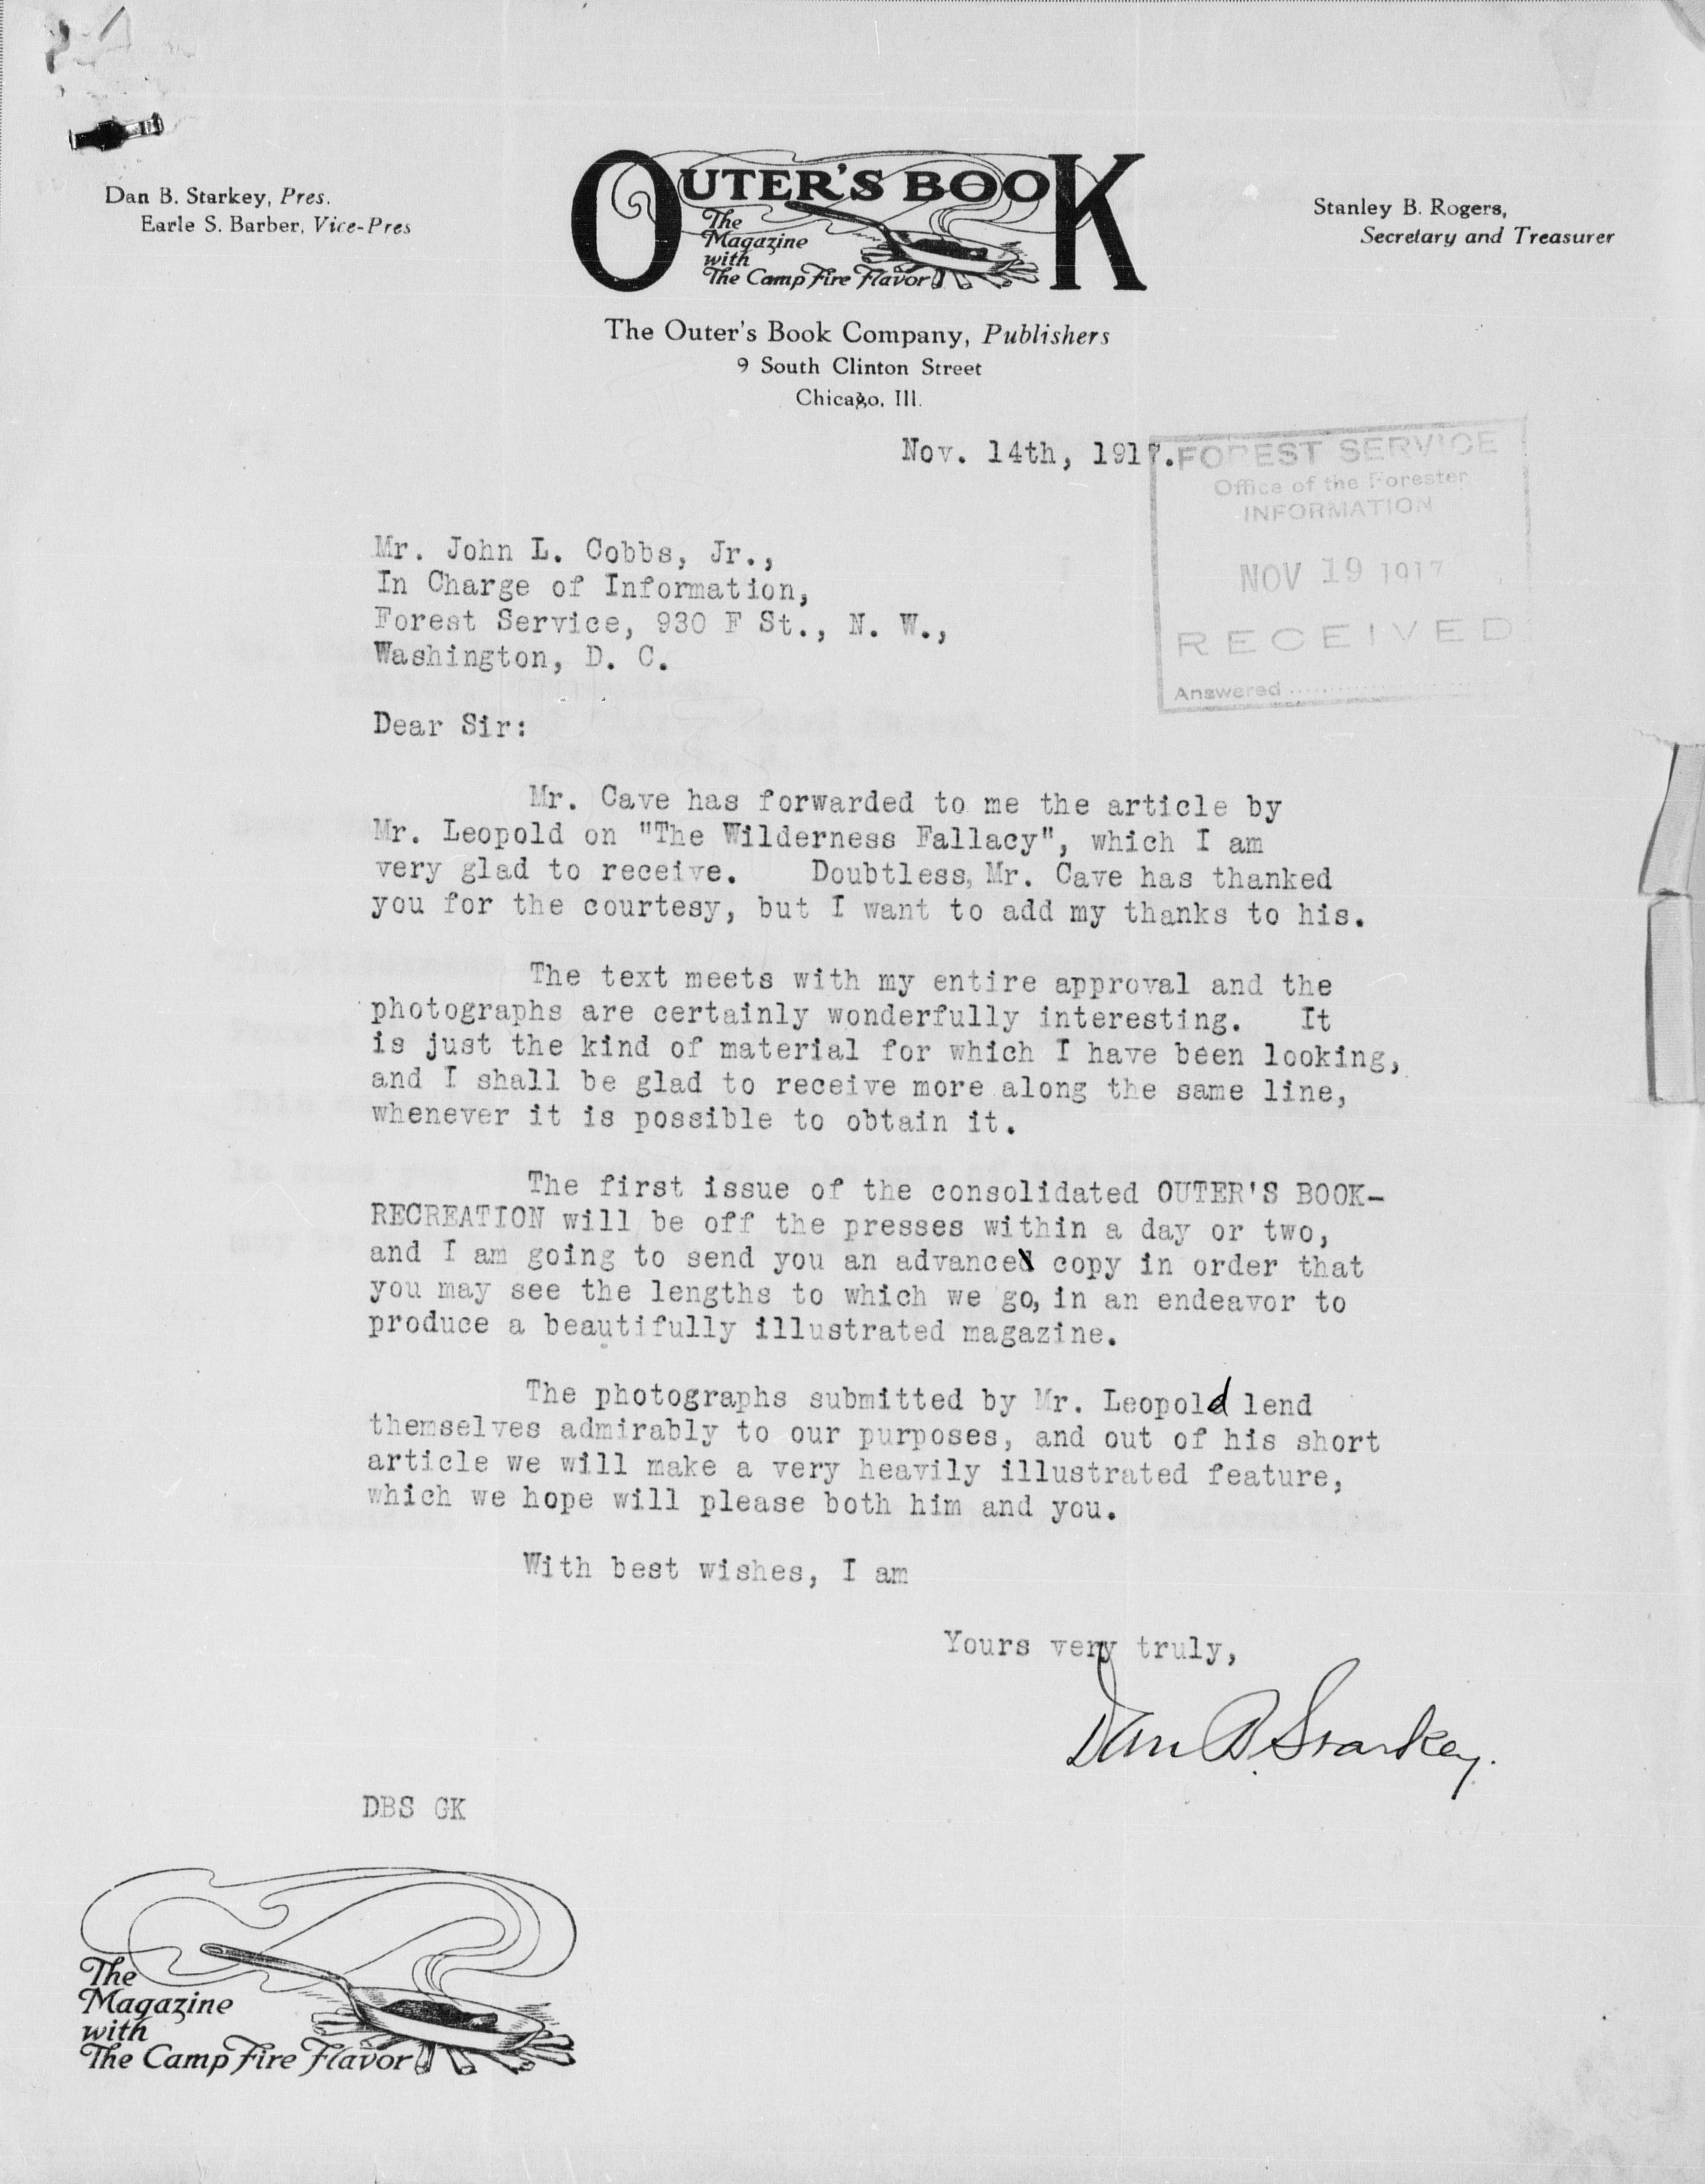 Dan B. Starkey, Pres.
Earle S. Barber, Vice-Pres
OUTER'S BOOK
The
Magazine
with
The Camp Fire Flavor
Stanley B. Rogers,
Secretary and Treasurer
The Outer's Book Company, Publishers
9 South Clinton Street
Chicago, Ill.
Nov. 14th, 1917.
FOREST SERVICE
Office of the Forester
INFORMATION
NOV 19 1917
RECEIVED
Answered
Mr. John L. Cobbs, Jr.,
In Charge of Information,
Forest Service, 930 F St., N. W.,
Washington, D. C.
Dear Sir:
Mr. Cave has forwarded to me the article by
Mr. Leopold on "The Wilderness Fallacy", which I am
very glad to receive. Doubtless, Mr. Cave has thanked
you for the courtesy, but I want to add my thanks to his.
The text meets with my entire approval and the
photographs are certainly wonderfully interesting. It
is just the kind of material for which I have been looking,
and I shall be glad to receive more along the same line,
whenever it is possible to obtain it.
The first issue of the consolidated OUTER'S BOOK-
RECREATION will be off the presses within a day or two,
and I am going to send you an advance copy in order that
you may see the lengths to which we go, in an endeavor to
produce a beautifully illustrated magazine.
The photographs submitted by Mr. Leopold lend
themselves admirably to our purposes, and out of his short
article we will make a very heavily illustrated feature,
which we hope will please both him and you.
With best wishes, I am
Yours very truly,
Dan B. Starkey.
DBS GK
The
Magazine
with
The Camp Fire Flavor